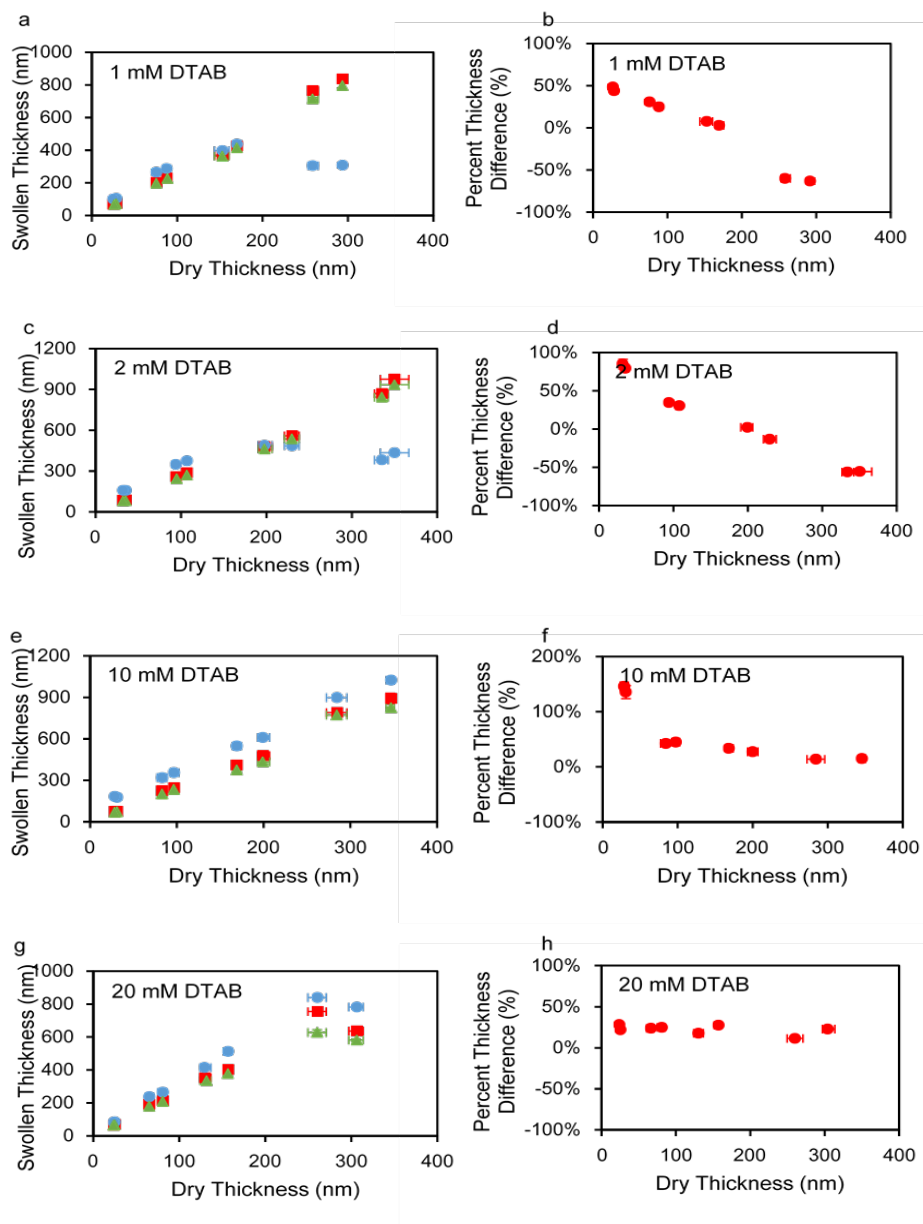 a
1000
800
600
400
200
0
0 100 200 300 400
1 mM DTAB
Swollen Thickness (nm)
Dry Thickness (nm)
b
100%
50%
0%
-50%
-100%
0 100 200 300 400
1 mM DTAB
Percent Thickness
Difference (%)
Dry Thickness (nm)
c
1200
900
600
300
0
0 100 200 300 400
2 mM DTAB
Swollen Thickness (nm)
Dry Thickness (nm)
d
100%
50%
0%
-50%
-100%
0 100 200 300 400
2 mM DTAB
Percent Thickness
Difference (%)
Dry Thickness (nm)
e
1200
900
600
300
0
0 100 200 300 400
10 mM DTAB
Swollen Thickness (nm)
Dry Thickness (nm)
f
200%
100%
0%
-100%
0 100 200 300 400
10 mM DTAB
Percent Thickness
Difference (%)
Dry Thickness (nm)
g
1000
800
600
400
200
0
0 100 200 300 400
20 mM DTAB
Swollen Thickness (nm)
Dry Thickness (nm)
h
100%
50%
0%
-50%
-100%
0 100 200 300 400
20 mM DTAB
Percent Thickness
Difference (%)
Dry Thickness (nm)